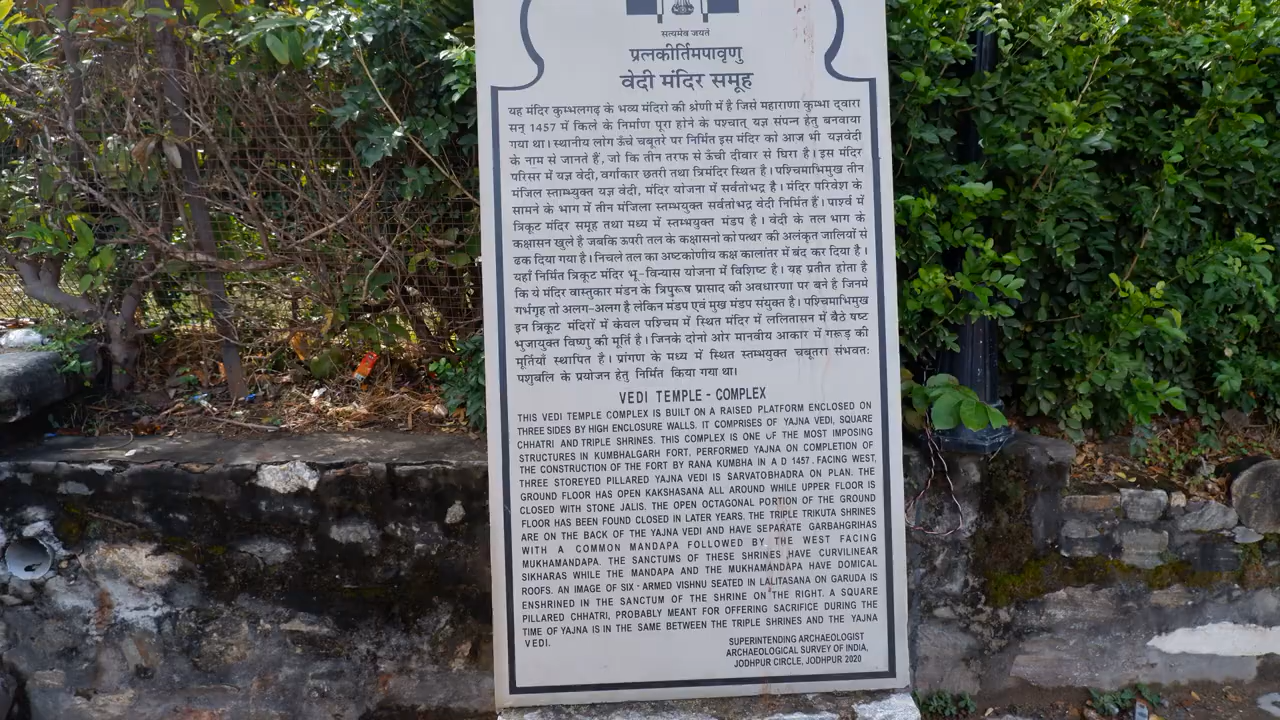 सत्यमेव जयते
प्रत्नकीर्तिमपावृणु
वेदी मंदिर समूह
यह मंदिर कुम्भलगढ़ के भव्य मंदिरों की श्रेणी में है जिसे महाराणा कुम्भा द्वारा
सन् 1457 में किले के निर्माण पूरा होने के पश्चात् यज्ञ संपन्न हेतु बनवाया
गया था। स्थानीय लोग ऊँचे चबूतरे पर निर्मित इस मंदिर को आज भी यज्ञवेदी
के नाम से जानते हैं, जो कि तीन तरफ से ऊंची दीवार से घिरा है। इस मंदिर
परिसर में यज्ञ वेदी, वर्गाकार छतरी तथा त्रिमंदिर स्थित है। पश्चिमाभिमुख तीन
मंजिल स्ताम्भ्युक्त यज्ञ वेदी, मंदिर योजना में सर्वतोभद्र है। मंदिर परिवेश के
सामने के भाग में तीन मंजिला स्तम्भयुक्त सर्वतोभद्र वेदी निर्मित हैं। पार्श्व में
त्रिकूट मंदिर समूह तथा मध्य में स्तम्भयुक्त मंडप है। वेदी के तल भाग के
कक्षासन खुले है जबकि ऊपरी तल के कक्षासनों को पत्थर की अलंकृत जालियों से
ढक दिया गया है। निचले तल का अष्टकोणीय कक्ष कालांतर में बंद कर दिया है।
यहाँ निर्मित त्रिकूट मंदिर भू-विन्यास योजना में विशिष्ट है। यह प्रतीत होता है
कि ये मंदिर वास्तुकार मंडन के त्रिपुरूष प्रासाद की अवधारणा पर बने है जिनमें
गर्भगृह तो अलग-अलग है लेकिन मंडप एवं मुख मंडप संयुक्त है। पश्चिमाभिमुख
इन त्रिकूट मंदिरों में केवल पश्चिम में स्थित मंदिर में ललितासन में बैठे षष्ट
भुजायुक्त विष्णु की मूर्ति है। जिनके दोनों ओर मानवीय आकार में गरूड़ की
मूर्तियाँ स्थापित है। प्रांगण के मध्य में स्थित स्तम्भयुक्त चबूतरा संभवतः
पशुबलि के प्रयोजन हेतु निर्मित किया गया था।
VEDI TEMPLE - COMPLEX
THIS VEDI TEMPLE COMPLEX IS BUILT ON A RAISED PLATFORM ENCLOSED ON
THREE SIDES BY HIGH ENCLOSURE WALLS. IT COMPRISES OF YAJNA VEDI, SQUARE
CHHATRI AND TRIPLE SHRINES. THIS COMPLEX IS ONE OF THE MOST IMPOSING
STRUCTURES IN KUMBHALGARH FORT, PERFORMED YAJNA ON COMPLETION OF
THE CONSTRUCTION OF THE FORT BY RANA KUMBHA IN A D 1457. FACING WEST,
THREE STOREYED PILLARED YAJNA VEDI IS SARVATOBHADRA ON PLAN. THE
GROUND FLOOR HAS OPEN KAKSHASANA ALL AROUND WHILE UPPER FLOOR IS
CLOSED WITH STONE JALIS. THE OPEN OCTAGONAL PORTION OF THE GROUND
FLOOR HAS BEEN FOUND CLOSED IN LATER YEARS. THE TRIPLE TRIKUTA SHRINES
ARE ON THE BACK OF THE YAJNA VEDI AND HAVE SEPARATE GARBHAGRIHAS
WITH A COMMON MANDAPA FOLLOWED BY THE WEST FACING
MUKHAMANDAPA. THE SANCTUMS OF THESE SHRINES ,HAVE CURVILINEAR
SIKHARAS WHILE THE MANDAPA AND THE MUKHAMANDAPA HAVE DOMICAL
ROOFS. AN IMAGE OF SIX - ARMED VISHNU SEATED IN LALITASANA ON GARUDA IS
ENSHRINED IN THE SANCTUM OF THE SHRINE ON THE RIGHT. A SQUARE
PILLARED CHHATRI, PROBABLY MEANT FOR OFFERING SACRIFICE DURING THE
TIME OF YAJNA IS IN THE SAME BETWEEN THE TRIPLE SHRINES AND THE YAJNA
VEDI.
SUPERINTENDING ARCHAEOLOGIST
ARCHAEOLOGICAL SURVEY OF INDIA,
JODHPUR CIRCLE, JODHPUR 2020